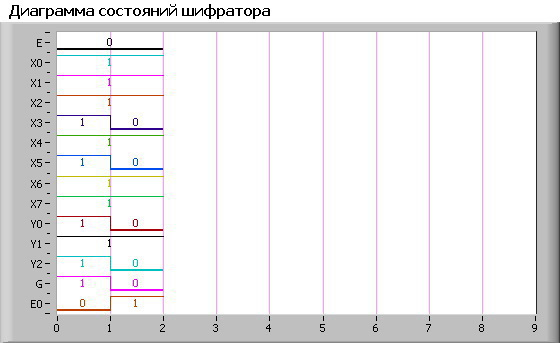 Диаграмма состояний шифратора
E 0
X0 1
X1 1
X2 1
X3 1 0
X4 1
X5 1 0
X6 1
X7 1
Y0 1 0
Y1 1
Y2 1 0
G 1 0
E0 0 1
0 1 2 3 4 5 6 7 8 9